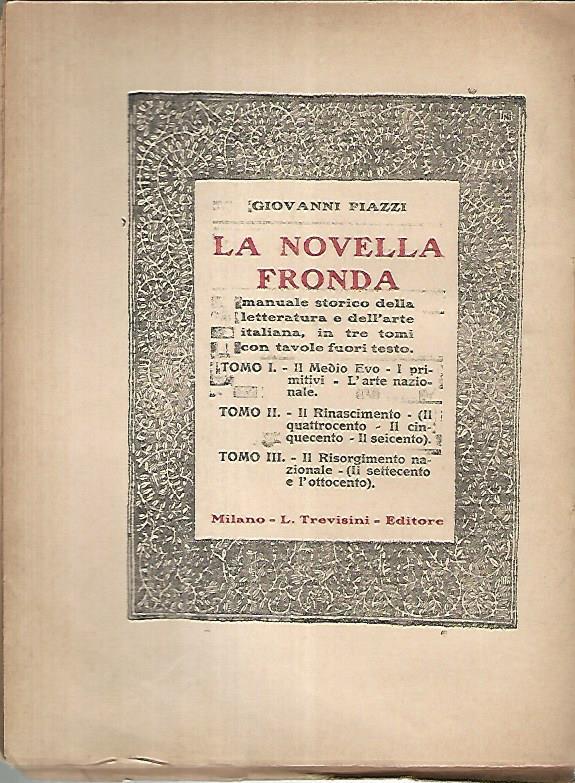 GIOVANNI PIAZZI
LA NOVELLA
FRONDA
manuale storico della
letteratura e dell'arte
italiana, in tre tomi
con tavole fuori testo.
TOMO I. - Il Medio Evo - I pri-
mitivi - L'arte nazio-
nale.
TOMO II. - Il Rinascimento - (Il
quattrocento - Il cin-
quecento - Il seicento).
TOMO III. - Il Risorgimento na-
zionale - (Il settecento
e l'ottocento).
Milano - L. Trevisini - Editore